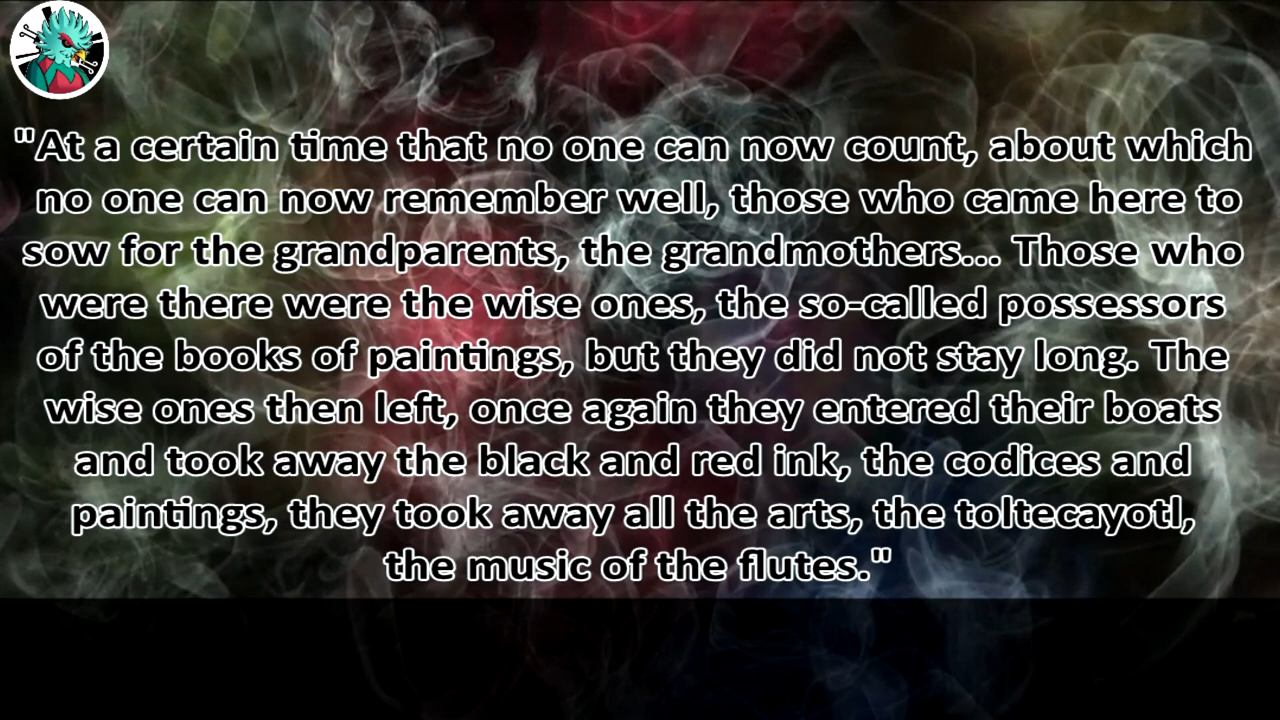 "At a certain time that no one can now count, about which
no one can now remember well, those who came here to
sow for the grandparents, the grandmothers... Those who
were there were the wise ones, the so-called possessors
of the books of paintings, but they did not stay long. The
wise ones then left, once again they entered their boats
and took away the black and red ink, the codices and
paintings, they took away all the arts, the toltecayotl,
the music of the flutes."